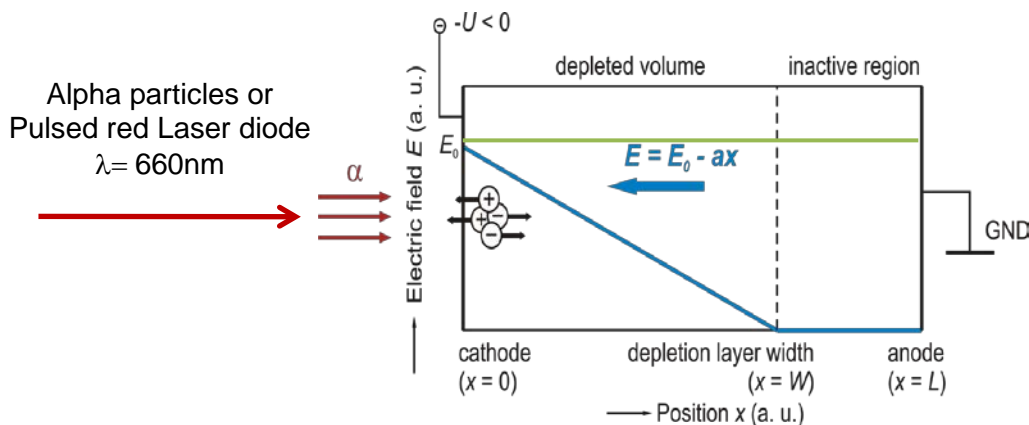 ⊖ -U < 0
depleted volume
inactive region
Alpha particles or
Pulsed red Laser diode
λ= 660nm
α
Electric field E (a. u.)
E₀
E = E₀ - ax
+
+ −
−
GND
cathode
(x = 0)
depletion layer width
(x = W)
anode
(x = L)
Position x (a. u.)